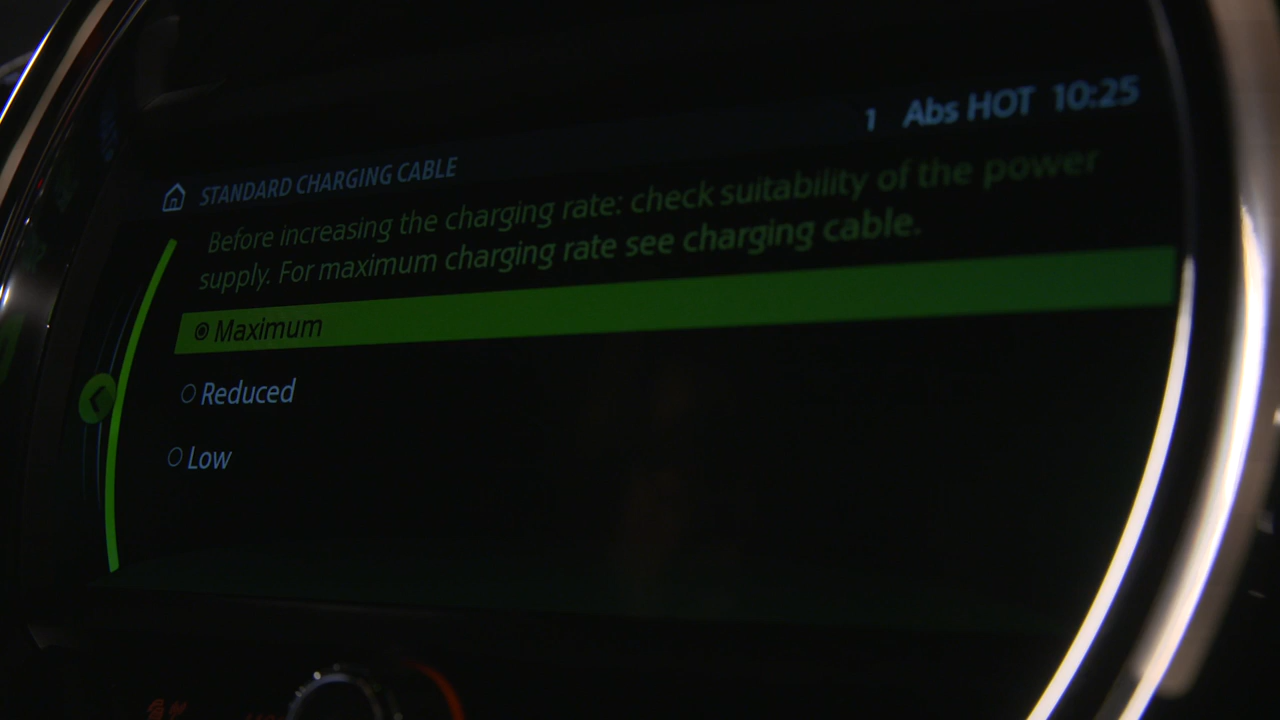 1 Abs HOT 10:25
STANDARD CHARGING CABLE
Before increasing the charging rate: check suitability of the power
supply. For maximum charging rate see charging cable.
Maximum
Reduced
Low